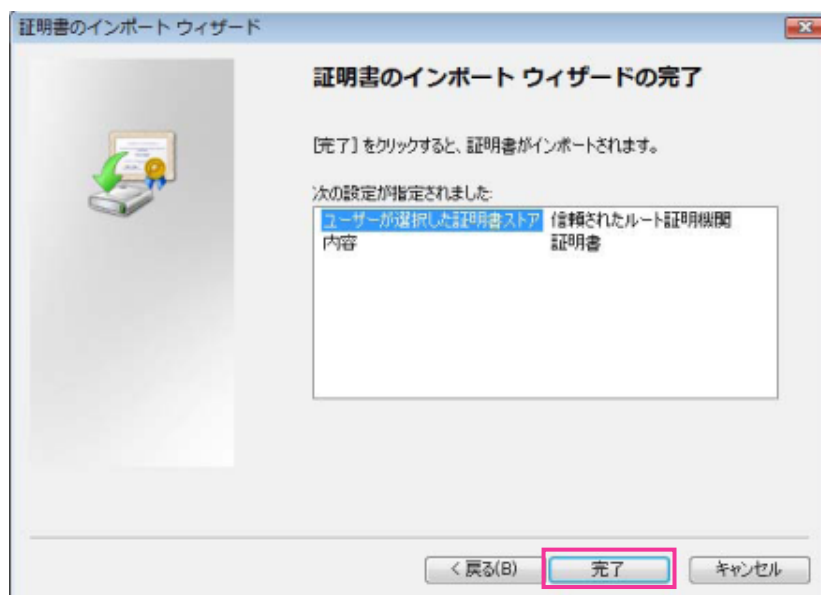 証明書のインポート ウィザード
証明書のインポート ウィザードの完了
[完了] をクリックすると、証明書がインポートされます。
次の設定が指定されました:
ユーザーが選択した証明書ストア 信頼されたルート証明機関
内容 証明書
< 戻る(B) 完了 キャンセル